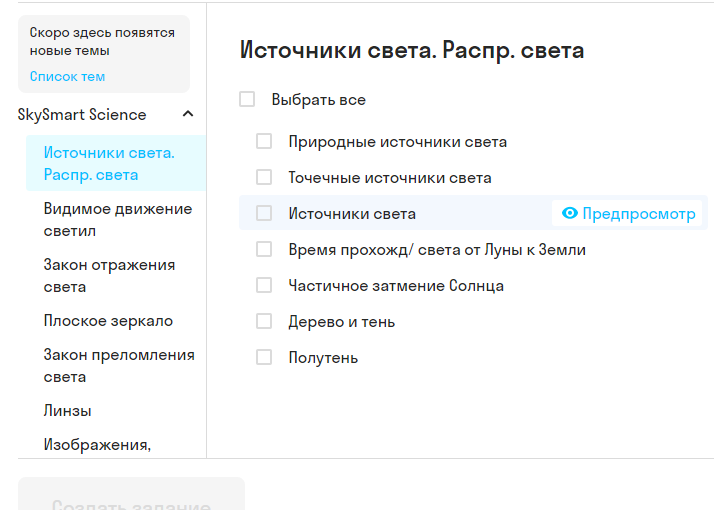 Скоро здесь появятся
новые темы
Список тем
SkySmart Science
Источники света.
Распр. света
Видимое движение
светил
Закон отражения
света
Плоское зеркало
Закон преломления
света
Линзы
Изображения,
Источники света. Распр. света
Выбрать все
Природные источники света
Точечные источники света
Источники света
Предпросмотр
Время прохожд/ света от Луны к Земли
Частичное затмение Солнца
Дерево и тень
Полутень
Создать задание